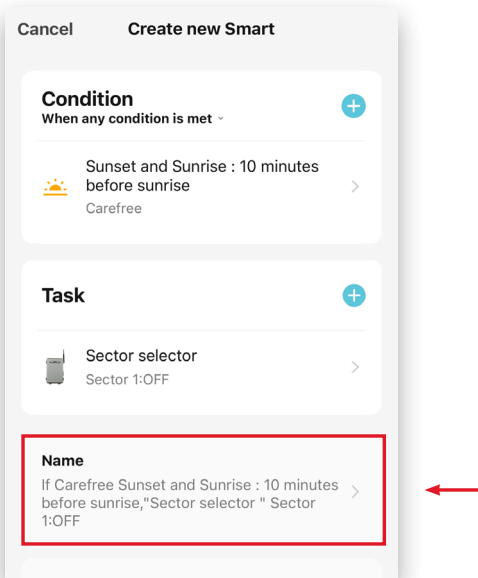 Cancel Create new Smart
Condition
When any condition is met
Sunset and Sunrise : 10 minutes
before sunrise
Carefree
Task
Sector selector
Sector 1:OFF
Name
If Carefree Sunset and Sunrise : 10 minutes
before sunrise,"Sector selector " Sector
1:OFF